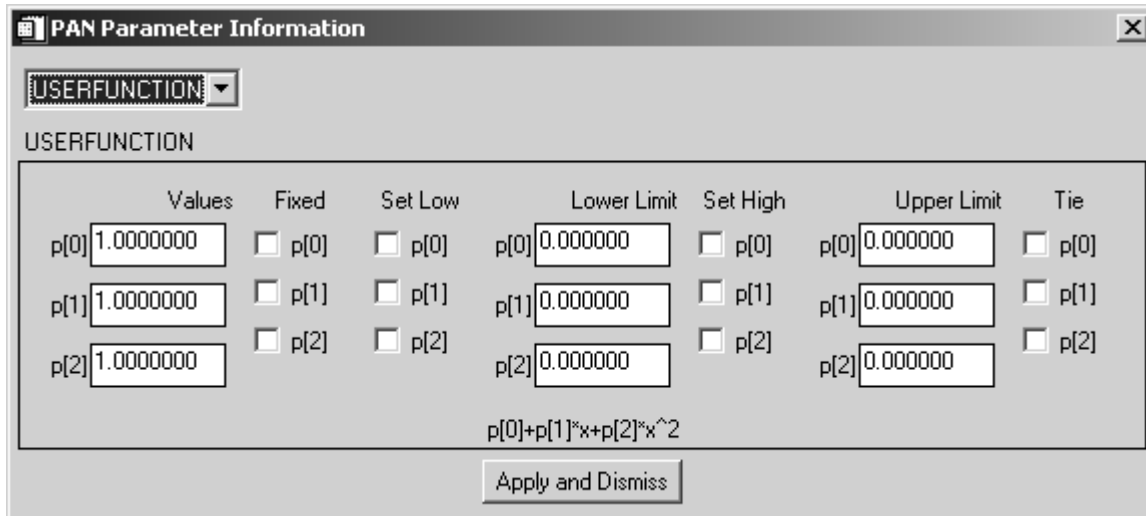 PAN Parameter Information
USERFUNCTION
USERFUNCTION
Values Fixed Set Low Lower Limit Set High Upper Limit Tie
p[0] 1.0000000 p[0] p[0] p[0] 0.000000 p[0] p[0] 0.000000 p[0]
p[1] 1.0000000 p[1] p[1] p[1] 0.000000 p[1] p[1] 0.000000 p[1]
p[2] 1.0000000 p[2] p[2] p[2] 0.000000 p[2] p[2] 0.000000 p[2]
p[0]+p[1]*x+p[2]*x^2
Apply and Dismiss